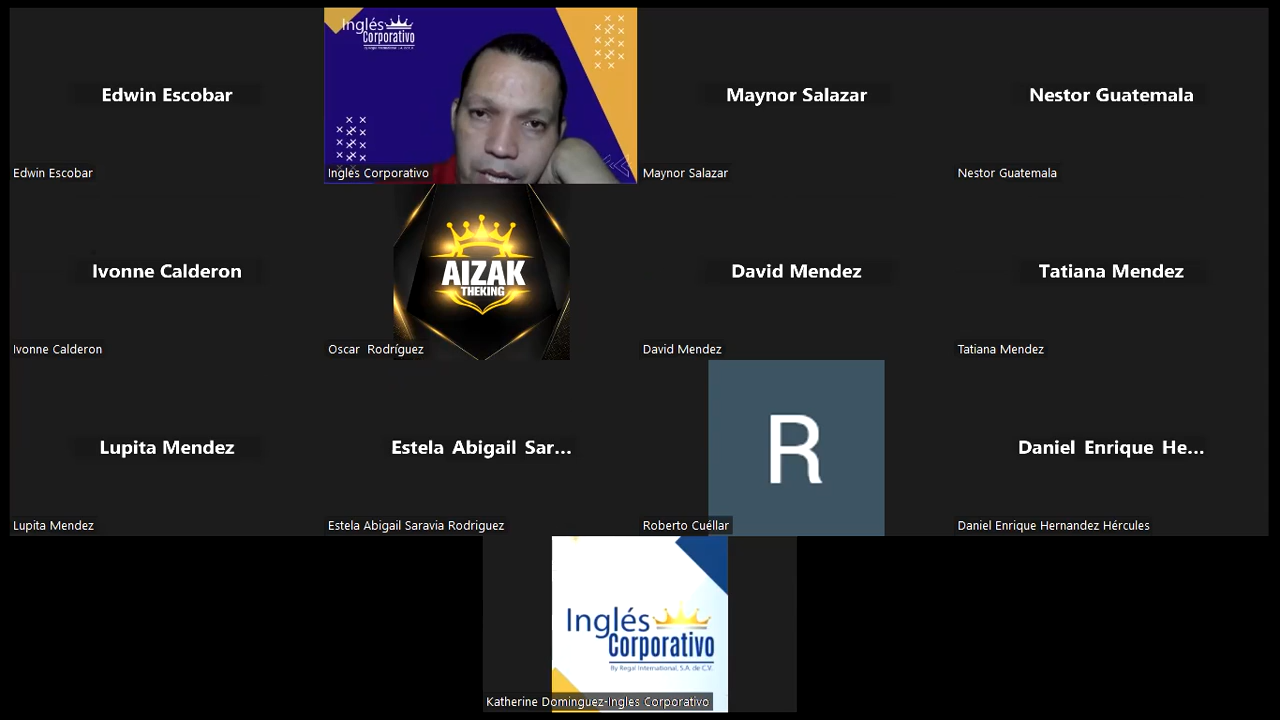 Edwin Escobar
Edwin Escobar
Inglés
Corporativo
Ingles Corporativo
Maynor Salazar
Maynor Salazar
Nestor Guatemala
Nestor Guatemala
Ivonne Calderon
Ivonne Calderon
AIZAK
THEKING
Oscar Rodríguez
David Mendez
David Mendez
Tatiana Mendez
Tatiana Mendez
Lupita Mendez
Lupita Mendez
Estela Abigail Sar...
Estela Abigail Saravia Rodriguez
R
Roberto Cuéllar
Daniel Enrique He...
Daniel Enrique Hernandez Hércules
Inglés
Corporativo
By Regal International, S.A. de C.V.
Katherine Dominguez-Ingles Corporativo